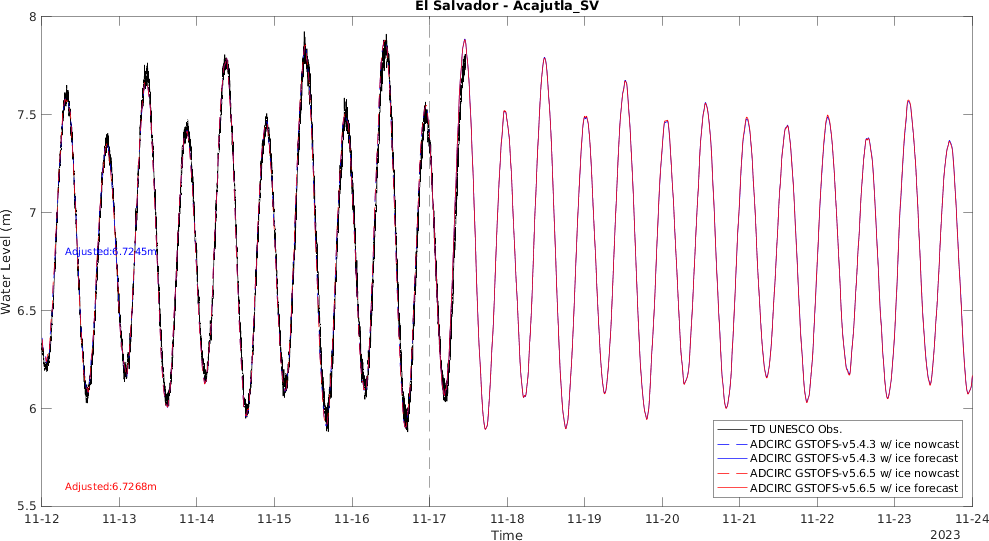 El Salvador - Acajutla_SV
8
7.5
7
6.5
6
5.5
Water Level (m)
Adjusted:6.7245m
Adjusted:6.7268m
TD UNESCO Obs.
ADCIRC GSTOFS-v5.4.3 w/ ice nowcast
ADCIRC GSTOFS-v5.4.3 w/ ice forecast
ADCIRC GSTOFS-v5.6.5 w/ ice nowcast
ADCIRC GSTOFS-v5.6.5 w/ ice forecast
11-12 11-13 11-14 11-15 11-16 11-17 11-18 11-19 11-20 11-21 11-22 11-23 11-24
Time
2023